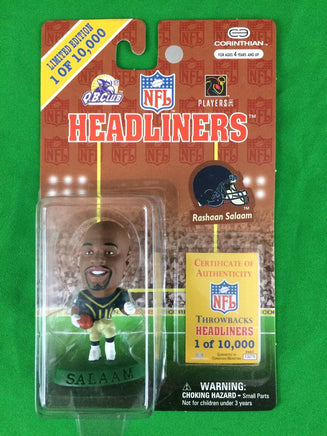 LIMITED EDITION
1 OF 10,000
CORINTHIAN
FOR AGES 4 YEARS AND UP
Q.B. CLUB
NFL
PLAYERS
HEADLINERS™
TM
Rashaan Salaam
CERTIFICATE OF
AUTHENTICITY
NFL
THROWBACKS
HEADLINERS
1 of 10,000
SALAAM
WARNING:
CHOKING HAZARD - Small Parts
Not for children under 3 years